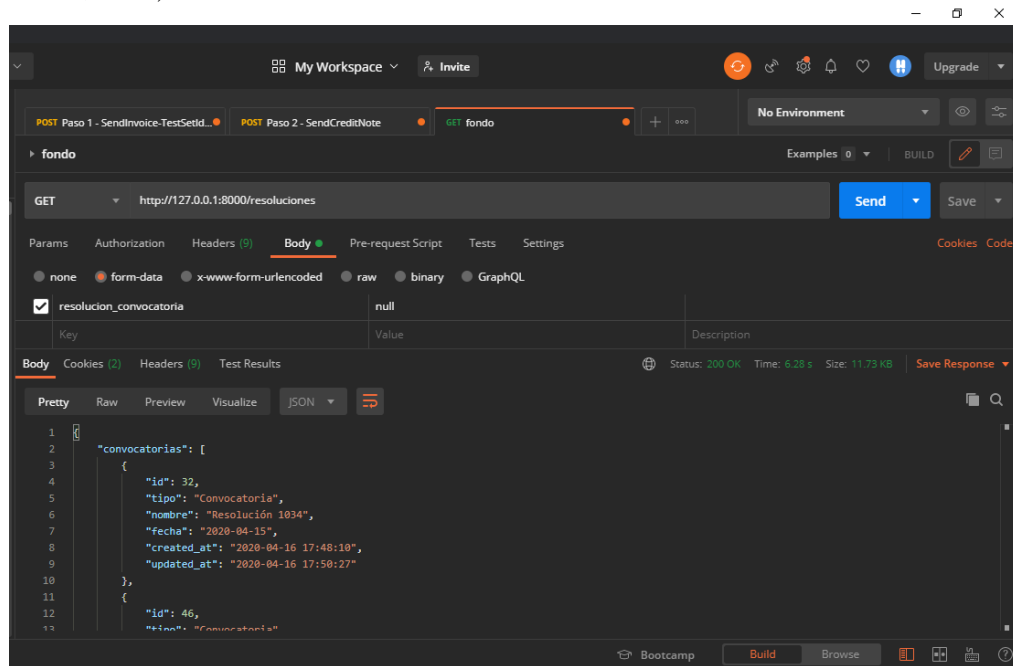 My Workspace Invite Upgrade
POST Paso 1 - SendInvoice-TestSetId... POST Paso 2 - SendCreditNote GET fondo No Environment
fondo Examples 0 BUILD
GET http://127.0.0.1:8000/resoluciones Send Save
Params Authorization Headers (9) Body Pre-request Script Tests Settings Cookies Code
none form-data x-www-form-urlencoded raw binary GraphQL
resolucion_convocatoria null
Key Value Description
Body Cookies (2) Headers (9) Test Results Status: 200 OK Time: 6.28 s Size: 11.73 KB Save Response
Pretty Raw Preview Visualize JSON
1 {
2 "convocatorias": [
3 {
4 "id": 32,
5 "tipo": "Convocatoria",
6 "nombre": "Resolución 1034",
7 "fecha": "2020-04-15",
8 "created_at": "2020-04-16 17:48:10",
9 "updated_at": "2020-04-16 17:50:27"
10 },
11 {
12 "id": 46,
13 "tipo": "Convocatoria"
Bootcamp Build Browse